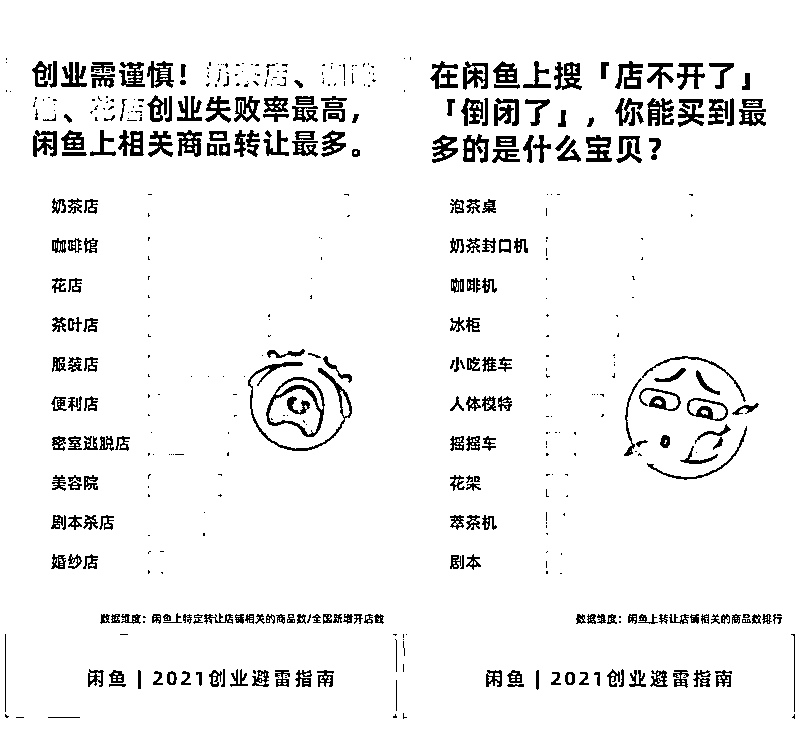 创业需谨慎！奶茶店、咖啡
馆、花店创业失败率最高，
闲鱼上相关商品转让最多。
奶茶店
咖啡馆
花店
茶叶店
服装店
便利店
密室逃脱店
美容院
剧本杀店
婚纱店
数据维度：闲鱼上特定转让店铺相关的商品数/全国新增开店数
闲鱼 | 2021创业避雷指南
在闲鱼上搜「店不开了」
「倒闭了」，你能买到最
多的是什么宝贝？
泡茶桌
奶茶封口机
咖啡机
冰柜
小吃推车
人体模特
摇摇车
花架
萃茶机
剧本
数据维度：闲鱼上转让店铺相关的商品数排行
闲鱼 | 2021创业避雷指南